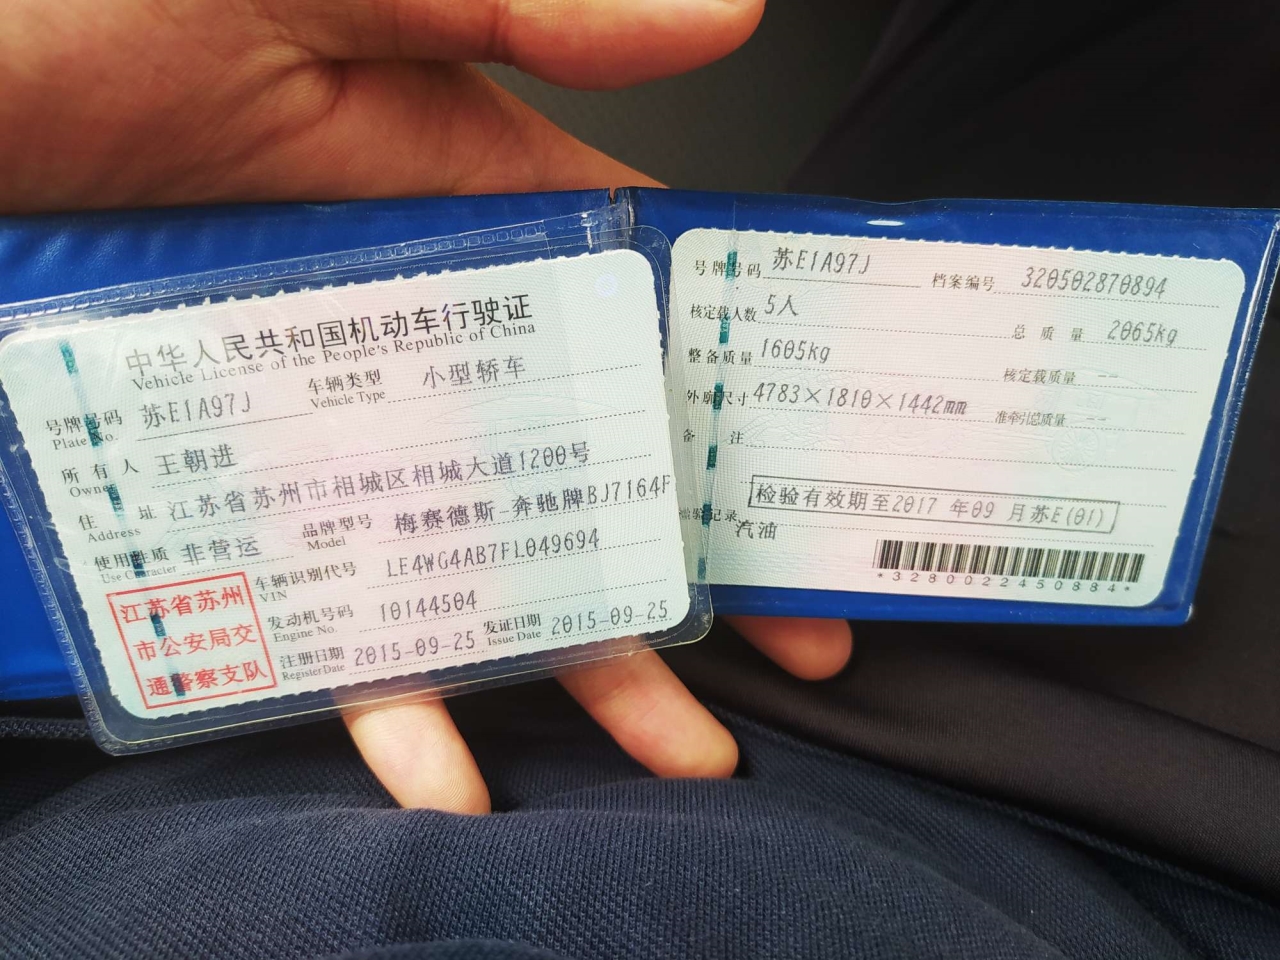 中华人民共和国机动车行驶证
Vehicle License of the People's Republic of China
号牌号码 苏E1A97J 车辆类型 小型轿车
Plate No. Vehicle Type
所有人 王朝进
Owner
住址 江苏省苏州市相城区相城大道1200号
Address
使用性质 非营运 品牌型号 梅赛德斯-奔驰牌BJ7164F
Use Character Model
江苏省苏州
市公安局交
通警察支队
车辆识别代号 LE4WG4AB7FL049694
VIN
发动机号码 10144504
Engine No.
注册日期 2015-09-25 发证日期 2015-09-25
Register Date Issue Date
号牌号码 苏E1A97J 档案编号 320502870894
核定载人数 5人 总质量 2065kg
整备质量 1605kg 核定载质量 --
外廓尺寸 4783×1810×1442mm 准牵引总质量 --
备注
检验有效期至2017 年09 月苏E(01)
检验记录
汽油
*3280022450884*